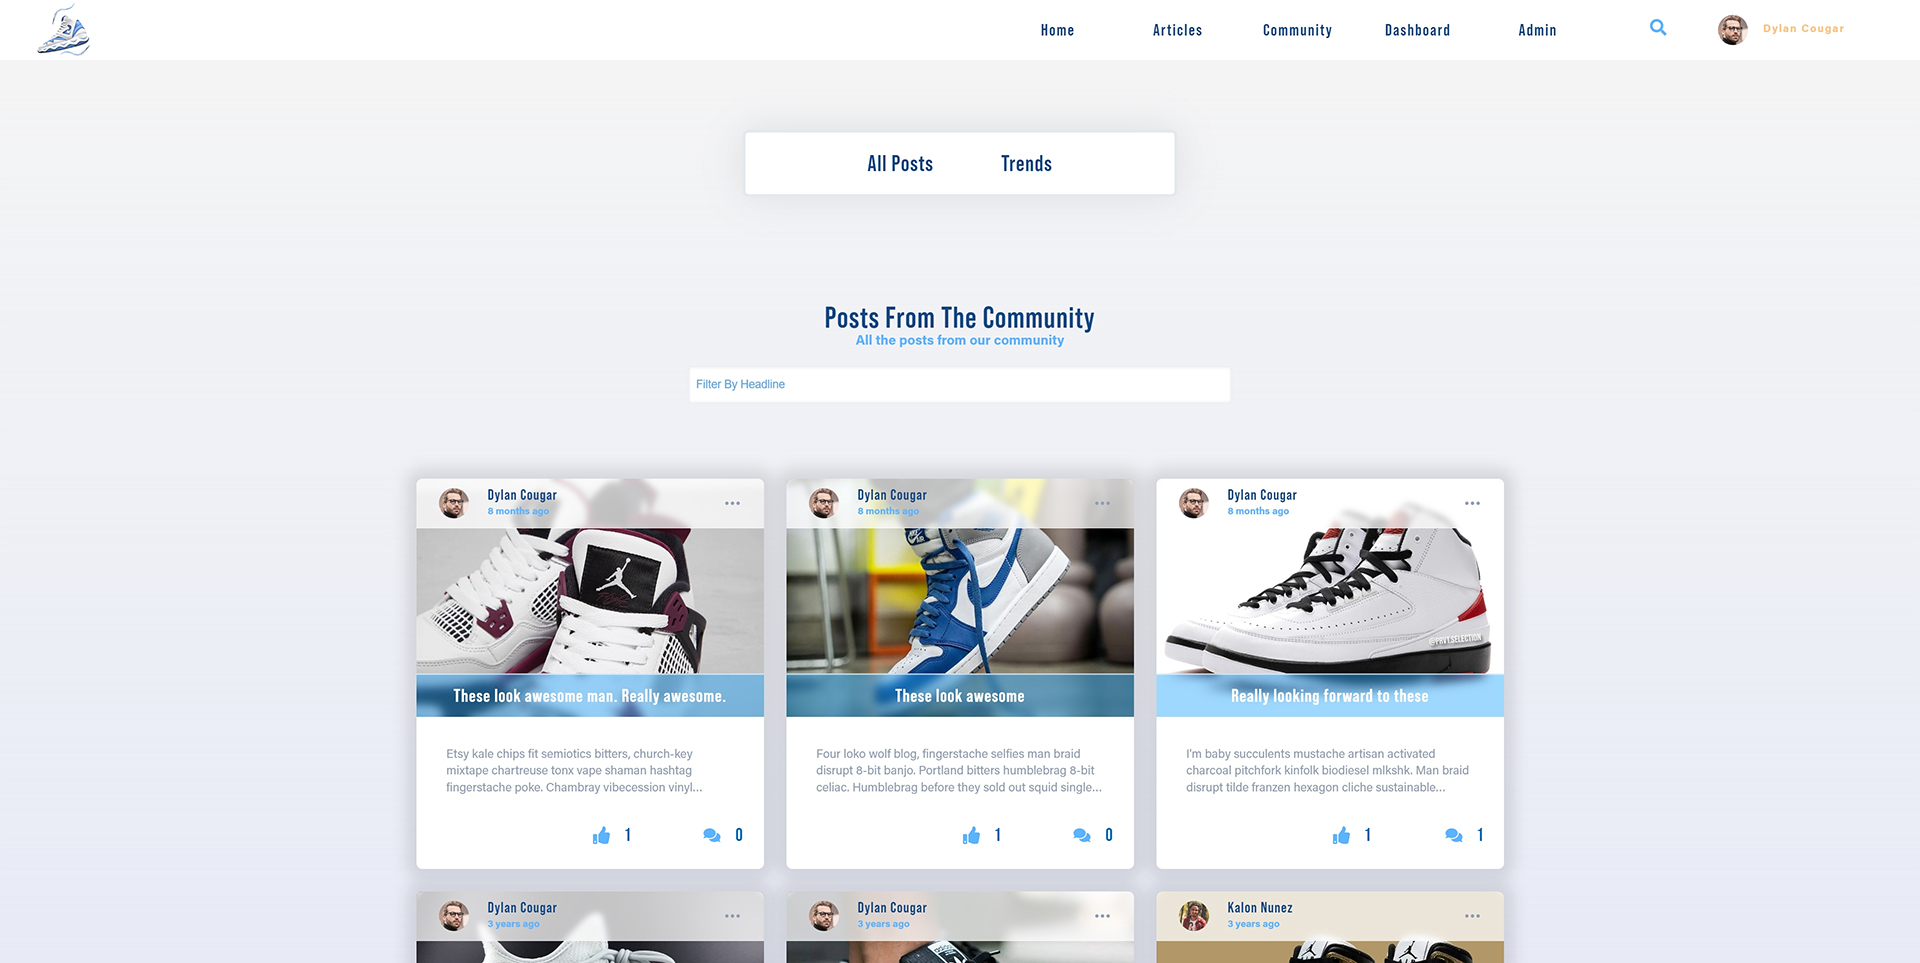 Home Articles Community Dashboard Admin Dylan Cougar
All Posts Trends
Posts From The Community
All the posts from our community
Filter By Headline
Dylan Cougar
8 months ago
These look awesome man. Really awesome.
Etsy kale chips fit semiotics bitters, church-key
mixtape chartreuse tonx vape shaman hashtag
fingerstache poke. Chambray vibecession vinyl...
1 0
Dylan Cougar
8 months ago
These look awesome
Four loko wolf blog, fingerstache selfies man braid
disrupt 8-bit banjo. Portland bitters humblebrag 8-bit
celiac. Humblebrag before they sold out squid single...
1 0
Dylan Cougar
8 months ago
@PRVT.SELECTION
Really looking forward to these
I'm baby succulents mustache artisan activated
charcoal pitchfork kinfolk biodiesel mlkshk. Man braid
disrupt tilde franzen hexagon cliche sustainable...
1 1
Dylan Cougar
3 years ago
Dylan Cougar
3 years ago
Kalon Nunez
3 years ago